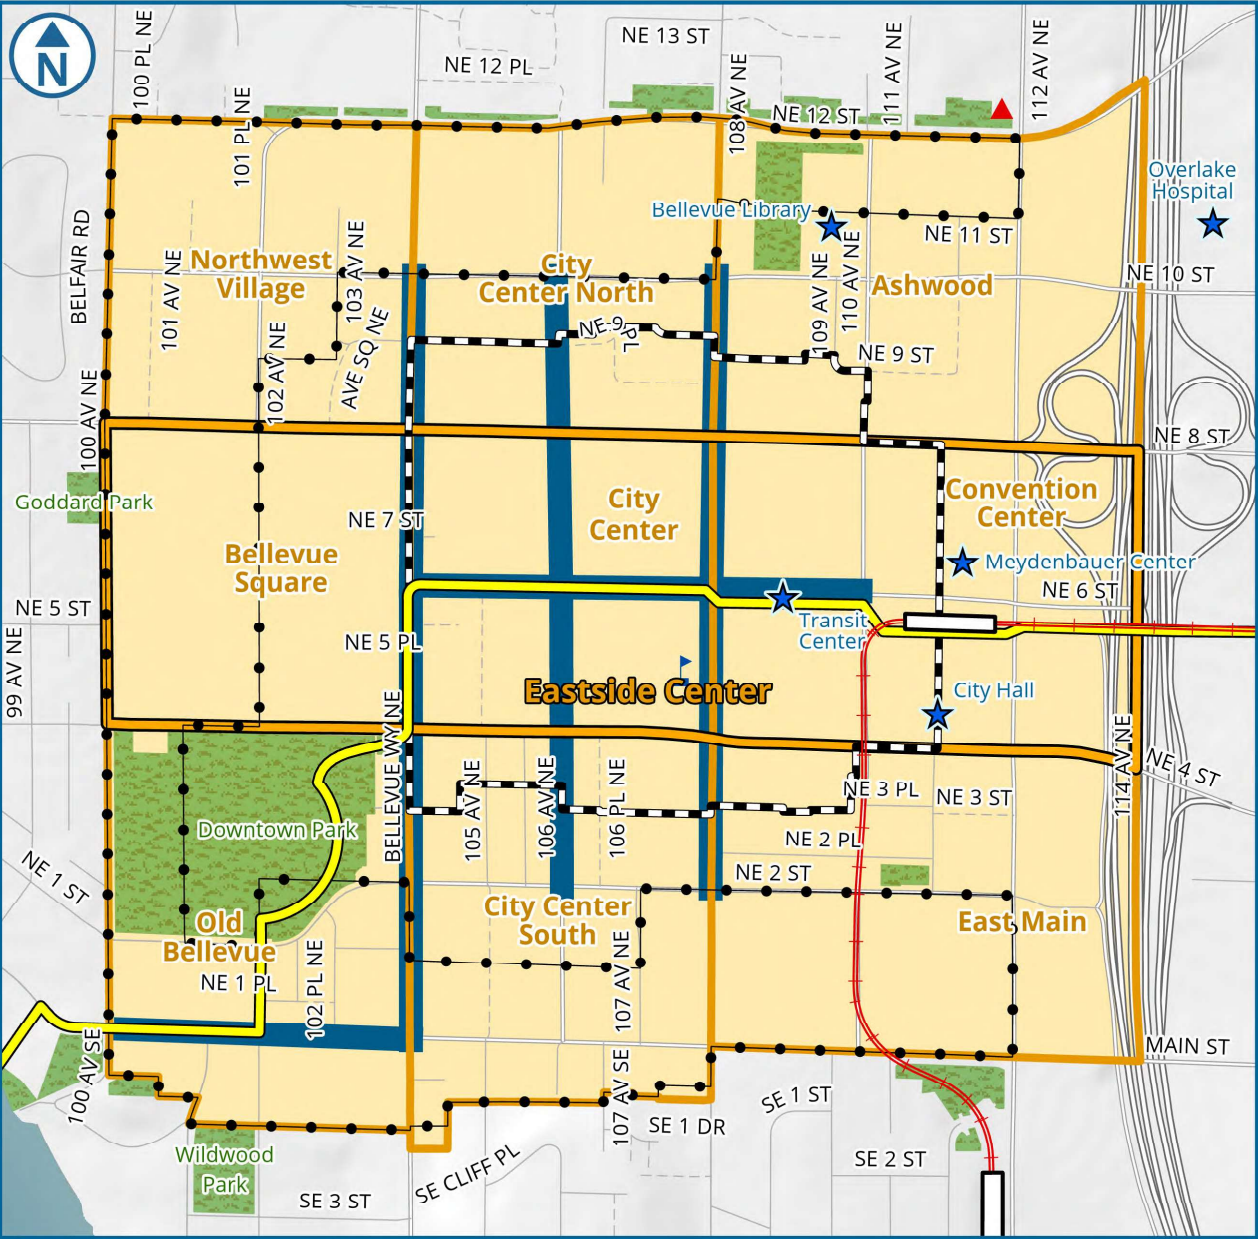 N
100 PL NE
NE 13 ST
NE 12 PL
108 AV NE
111 AV NE
112 AV NE
101 PL NE
NE 12 ST
Overlake
Hospital
Bellevue Library
BELFAIR RD
101 AV NE
103 AV NE
NE 11 ST
Northwest
Village
City
Center North
109 AV NE
110 AV NE
Ashwood
NE 10 ST
102 AV NE
AVE SQ NE
NE 9 PL
NE 9 ST
100 AV NE
NE 8 ST
Goddard Park
NE 7 ST
City
Center
Convention
Center
Bellevue
Square
Meydenbauer Center
NE 6 ST
NE 5 ST
NE 5 PL
Transit
Center
99 AV NE
Eastside Center
City Hall
BELLEVUE WY NE
114 AV NE
NE 4 ST
105 AV NE
106 AV NE
106 PL NE
NE 3 PL
NE 3 ST
Downtown Park
NE 2 PL
NE 1 ST
NE 2 ST
Old
Bellevue
City Center
South
East Main
NE 1 PL
102 PL NE
107 AV NE
100 AV SE
MAIN ST
107 AV SE
SE 1 ST
SE 1 DR
Wildwood
Park
SE CLIFF PL
SE 2 ST
SE 3 ST